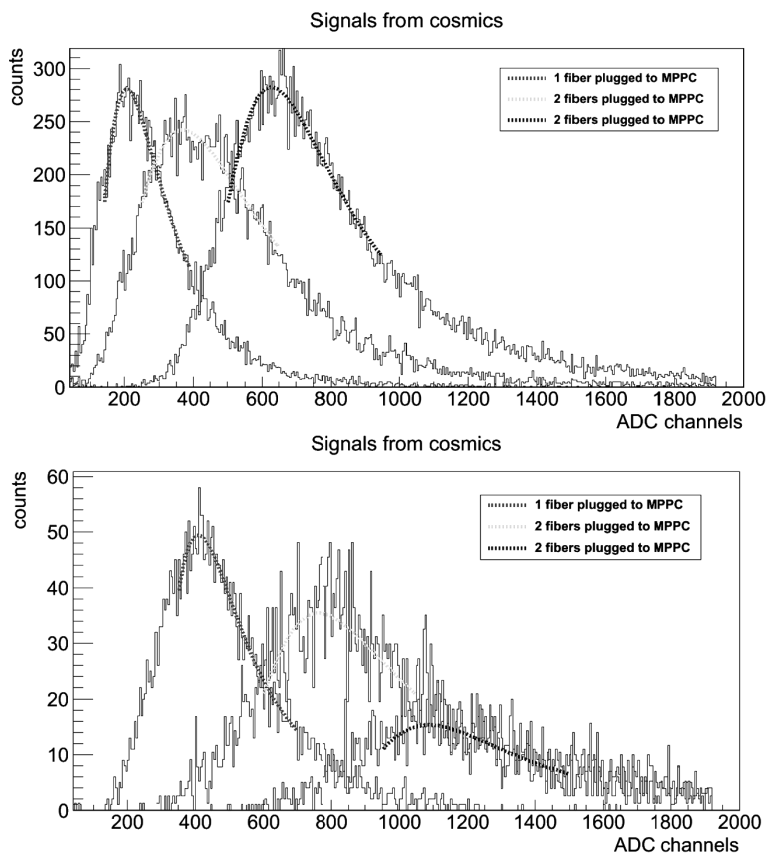 Signals from cosmics
counts
300
250
200
150
100
50
0
1 fiber plugged to MPPC
2 fibers plugged to MPPC
2 fibers plugged to MPPC
200 400 600 800 1000 1200 1400 1600 1800 2000
ADC channels
Signals from cosmics
counts
60
50
40
30
20
10
0
1 fiber plugged to MPPC
2 fibers plugged to MPPC
2 fibers plugged to MPPC
200 400 600 800 1000 1200 1400 1600 1800 2000
ADC channels